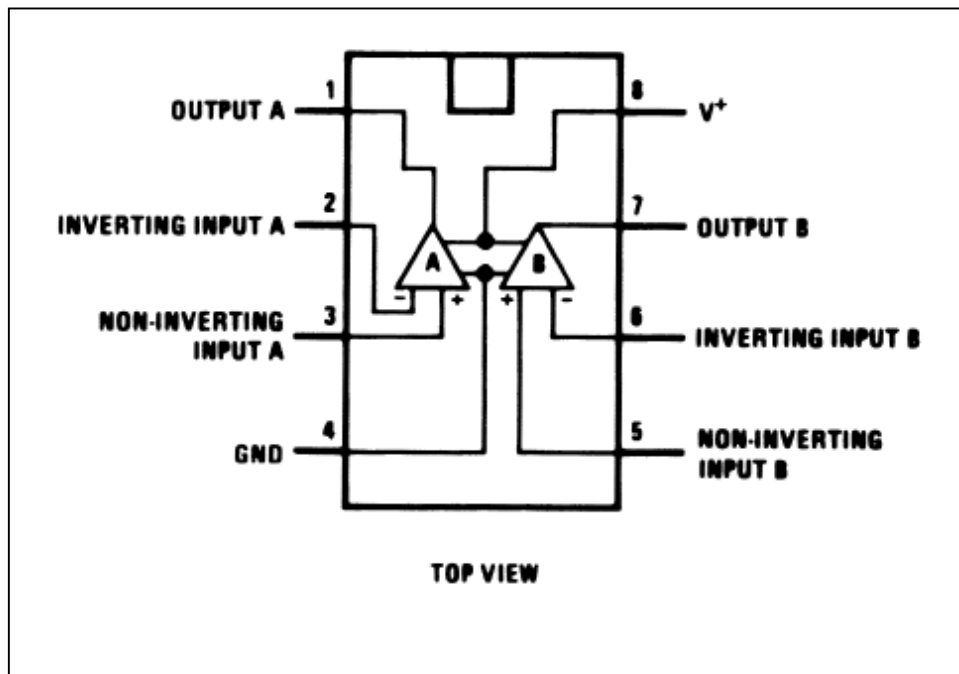 1
OUTPUT A
2
INVERTING INPUT A
3
NON-INVERTING
INPUT A
4
GND
8
V+
7
OUTPUT B
6
INVERTING INPUT B
5
NON-INVERTING
INPUT B
A
B
- +
+ -
TOP VIEW